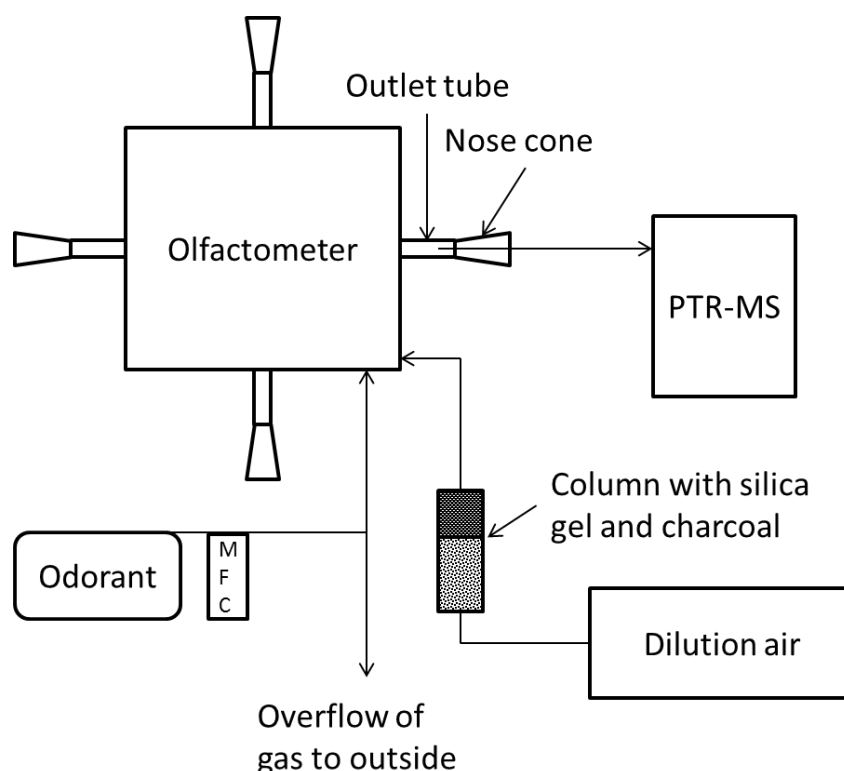 Outlet tube
Nose cone
Olfactometer
PTR-MS
Column with silica
gel and charcoal
Odorant
M
F
C
Dilution air
Overflow of
gas to outside